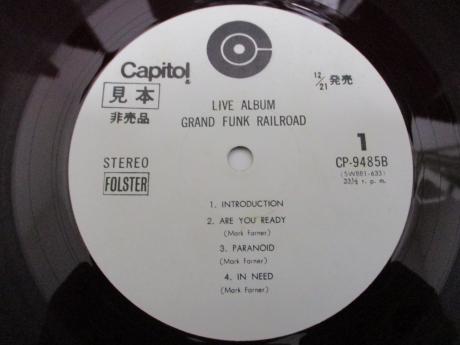 Capitol®
見本
非売品
12/21 発売
LIVE ALBUM
GRAND FUNK RAILROAD
STEREO
FOLSTER
1
CP-9485B
(SWBB1-633)
33⅓ r. p. m.
1. INTRODUCTION
2. ARE YOU READY
(Mark Farner)
3. PARANOID
(Mark Farner)
4. IN NEED
(Mark Farner)